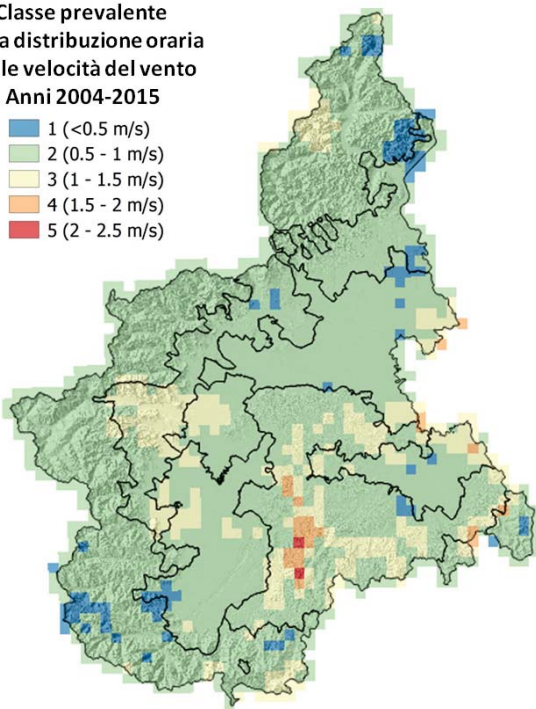 Classe prevalente
a distribuzione oraria
le velocità del vento
Anni 2004-2015
1 (<0.5 m/s)
2 (0.5 - 1 m/s)
3 (1 - 1.5 m/s)
4 (1.5 - 2 m/s)
5 (2 - 2.5 m/s)